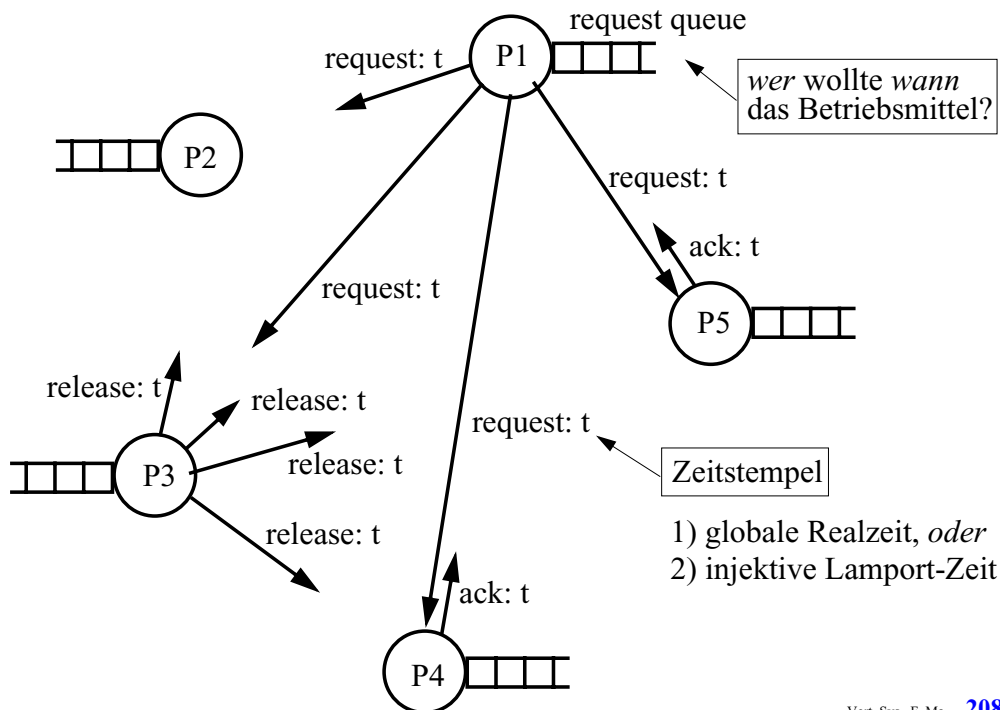 request queue
request: t
P1
wer wollte wann
das Betriebsmittel?
P2
request: t
ack: t
request: t
P5
release: t
release: t
request: t
release: t
P3
Zeitstempel
release: t
1) globale Realzeit, oder
2) injektive Lamport-Zeit
ack: t
P4
208